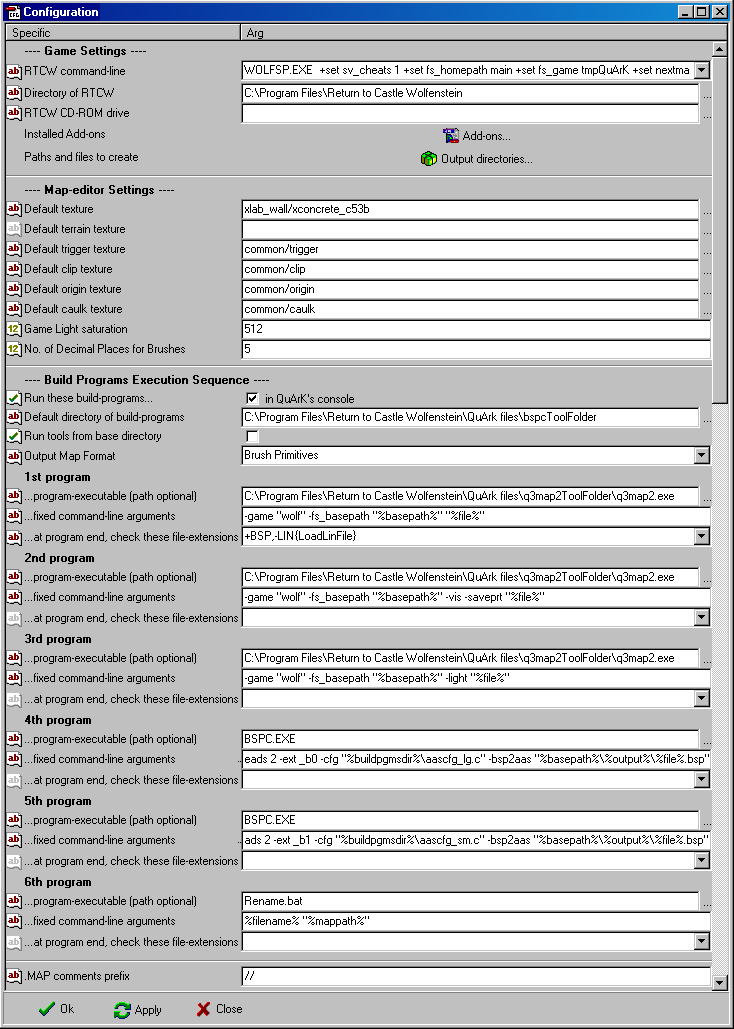 Configuration
Specific Arg
---- Game Settings ----
RTCW command-line WOLFSP.EXE +set sv_cheats 1 +set fs_homepath main +set fs_game tmpQuArK +set nextma
Directory of RTCW C:\Program Files\Return to Castle Wolfenstein ...
RTCW CD-ROM drive ...
Installed Add-ons Add-ons...
Paths and files to create Output directories...
---- Map-editor Settings ----
Default texture xlab_wall/xconcrete_c53b ...
Default terrain texture ...
Default trigger texture common/trigger ...
Default clip texture common/clip ...
Default origin texture common/origin ...
Default caulk texture common/caulk ...
Game Light saturation 512
No. of Decimal Places for Brushes 5
---- Build Programs Execution Sequence ----
Run these build-programs... in QuArK's console
Default directory of build-programs C:\Program Files\Return to Castle Wolfenstein\QuArk files\bspcToolFolder ...
Run tools from base directory
Output Map Format Brush Primitives
1st program
...program-executable (path optional) C:\Program Files\Return to Castle Wolfenstein\QuArk files\q3map2ToolFolder\q3map2.exe ...
...fixed command-line arguments -game "wolf" -fs_basepath "%basepath%" "%file%"
...at program end, check these file-extensions +BSP,-LIN{LoadLinFile}
2nd program
...program-executable (path optional) C:\Program Files\Return to Castle Wolfenstein\QuArk files\q3map2ToolFolder\q3map2.exe ...
...fixed command-line arguments -game "wolf" -fs_basepath "%basepath%" -vis -saveprt "%file%"
...at program end, check these file-extensions
3rd program
...program-executable (path optional) C:\Program Files\Return to Castle Wolfenstein\QuArk files\q3map2ToolFolder\q3map2.exe ...
...fixed command-line arguments -game "wolf" -fs_basepath "%basepath%" -light "%file%"
...at program end, check these file-extensions
4th program
...program-executable (path optional) BSPC.EXE ...
...fixed command-line arguments eads 2 -ext _b0 -cfg "%buildpgmsdir%\aascfg_lg.c" -bsp2aas "%basepath%\%output%\%file%.bsp"
...at program end, check these file-extensions
5th program
...program-executable (path optional) BSPC.EXE ...
...fixed command-line arguments ads 2 -ext _b1 -cfg "%buildpgmsdir%\aascfg_sm.c" -bsp2aas "%basepath%\%output%\%file%.bsp"
...at program end, check these file-extensions
6th program
...program-executable (path optional) Rename.bat ...
...fixed command-line arguments %filename% "%mappath%"
...at program end, check these file-extensions
.MAP comments prefix //
Ok Apply Close